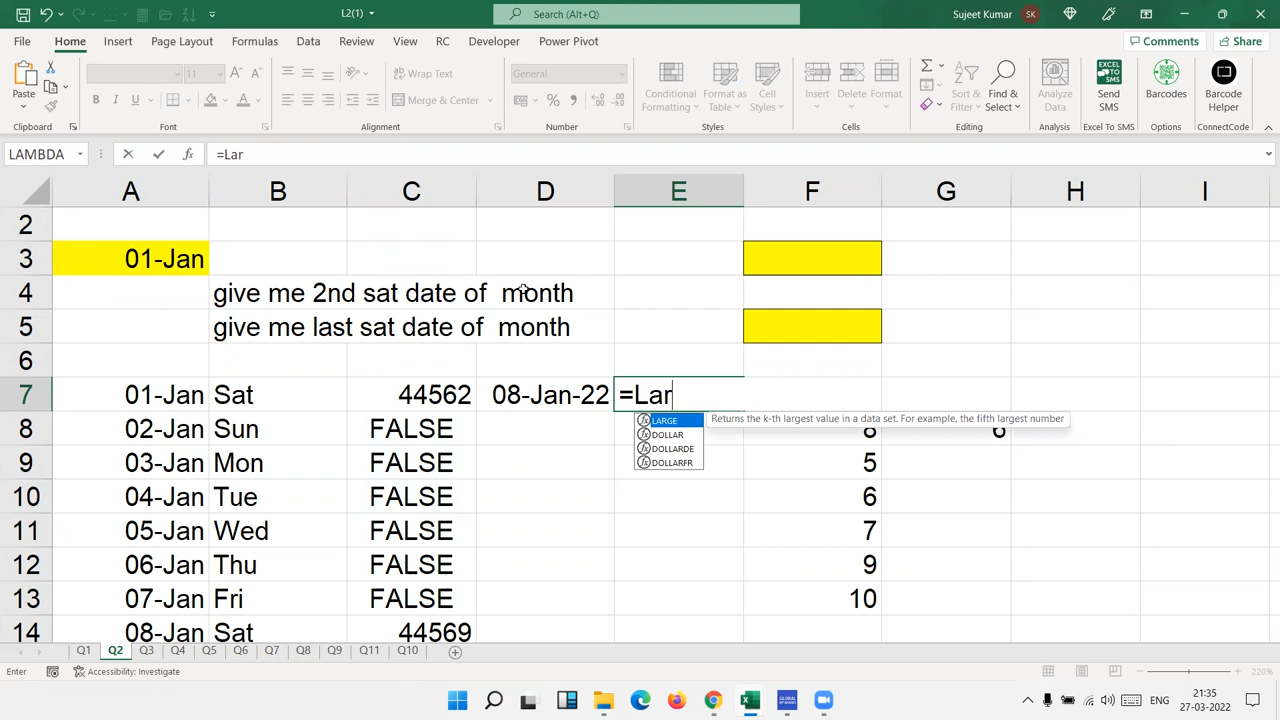 L2(1)
Search (Alt+Q)
Sujeet Kumar
SK
File Home Insert Page Layout Formulas Data Review View RC Developer Power Pivot
Comments
Share
Paste
11
B I U
Wrap Text
Merge & Center
General
Conditional Formatting
Format as Table
Cell Styles
Insert
Delete
Format
Sort & Filter
Find & Select
Analyze Data
Send SMS
Barcodes
Barcode Helper
Clipboard Font Alignment Number Styles Cells Editing Analysis Excel To SMS Options ConnectCode
LAMBDA
fx
=Lar
A B C D E F G H I
2
3 01-Jan
4 give me 2nd sat date of month
5 give me last sat date of month
6
7 01-Jan Sat 44562 08-Jan-22 =Lar
LARGE
Returns the k-th largest value in a data set. For example, the fifth largest number
DOLLAR
DOLLARDE
DOLLARFR
8 02-Jan Sun FALSE 8 6
9 03-Jan Mon FALSE 5
10 04-Jan Tue FALSE 6
11 05-Jan Wed FALSE 7
12 06-Jan Thu FALSE 9
13 07-Jan Fri FALSE 10
14 08-Jan Sat 44569
Q1 Q2 Q3 Q4 Q5 Q6 Q7 Q8 Q9 Q11 Q10
Enter
Accessibility: Investigate
220%
ENG
21:35
27-03-2022